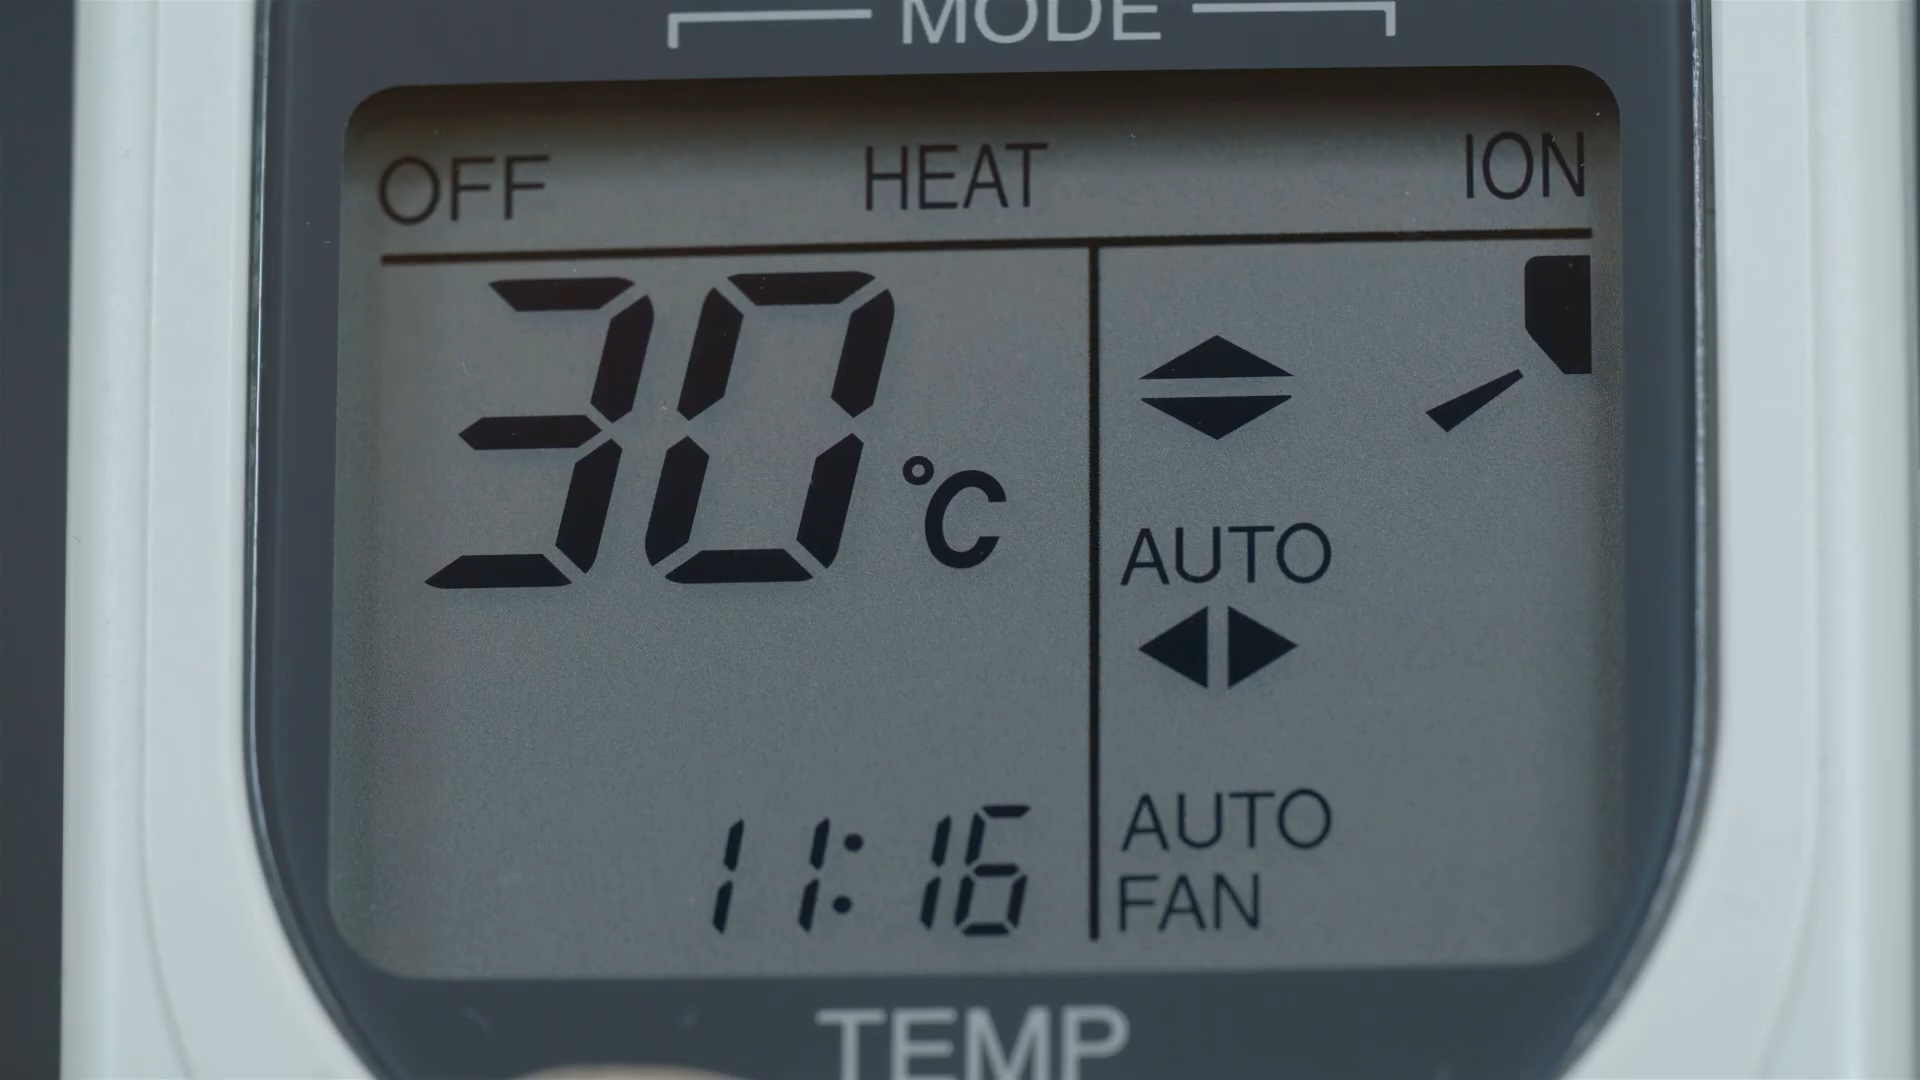 MODE
OFF HEAT ION
30 °C
AUTO
11:16
AUTO
FAN
TEMP